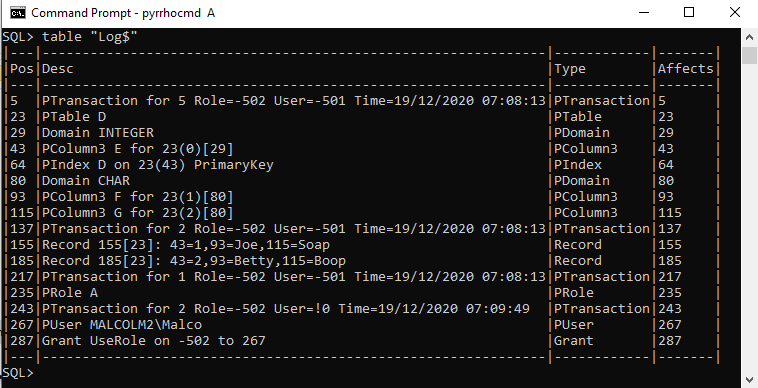 Command Prompt - pyrrhocmd  A
SQL> table "Log$"
|---|----------------------------------------------------------------|------------|-------|
|Pos|Desc                                                            |Type        |Affects|
|---|----------------------------------------------------------------|------------|-------|
|5  |PTransaction for 5 Role=-502 User=-501 Time=19/12/2020 07:08:13|PTransaction|5      |
|23 |PTable D                                                        |PTable      |23     |
|29 |Domain INTEGER                                                  |PDomain     |29     |
|43 |PColumn3 E for 23(0)[29]                                        |PColumn3    |43     |
|64 |PIndex D on 23(43) PrimaryKey                                   |PIndex      |64     |
|80 |Domain CHAR                                                     |PDomain     |80     |
|93 |PColumn3 F for 23(1)[80]                                        |PColumn3    |93     |
|115|PColumn3 G for 23(2)[80]                                        |PColumn3    |115    |
|137|PTransaction for 2 Role=-502 User=-501 Time=19/12/2020 07:08:13|PTransaction|137    |
|155|Record 155[23]: 43=1,93=Joe,115=Soap                            |Record      |155    |
|185|Record 185[23]: 43=2,93=Betty,115=Boop                          |Record      |185    |
|217|PTransaction for 1 Role=-502 User=-501 Time=19/12/2020 07:08:13|PTransaction|217    |
|235|PRole A                                                         |PRole       |235    |
|243|PTransaction for 2 Role=-502 User=!0 Time=19/12/2020 07:09:49  |PTransaction|243    |
|267|PUser MALCOLM2\Malco                                            |PUser       |267    |
|287|Grant UseRole on -502 to 267                                    |Grant       |287    |
|---|----------------------------------------------------------------|------------|-------|
SQL>